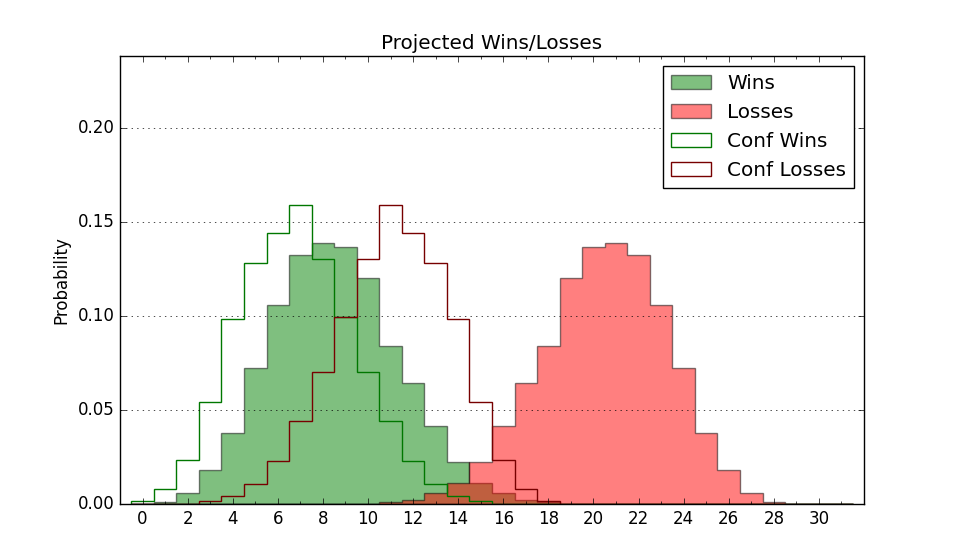 Projected Wins/Losses
Wins
Losses
Conf Wins
Conf Losses
Probability
0.20
0.15
0.10
0.05
0.00
0 2 4 6 8 10 12 14 16 18 20 22 24 26 28 30